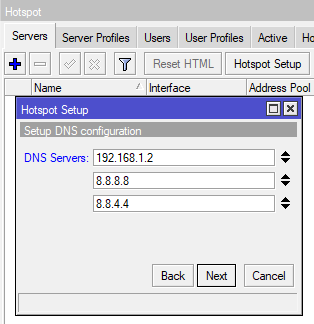 Hotspot
Servers Server Profiles Users User Profiles Active Ho
Reset HTML Hotspot Setup
Name Interface Address Pool
Hotspot Setup
Setup DNS configuration
DNS Servers: 192.168.1.2
8.8.8.8
8.8.4.4
Back Next Cancel